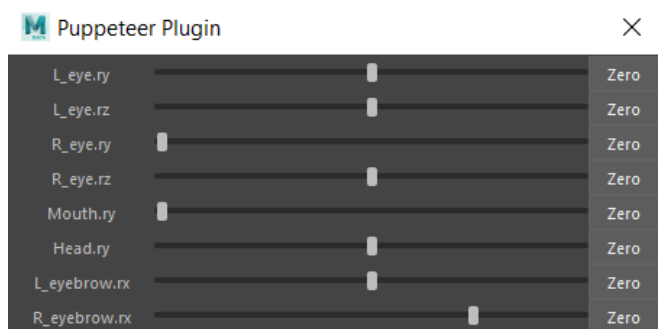 Puppeteer Plugin
L_eye.ry Zero
L_eye.rz Zero
R_eye.ry Zero
R_eye.rz Zero
Mouth.ry Zero
Head.ry Zero
L_eyebrow.rx Zero
R_eyebrow.rx Zero